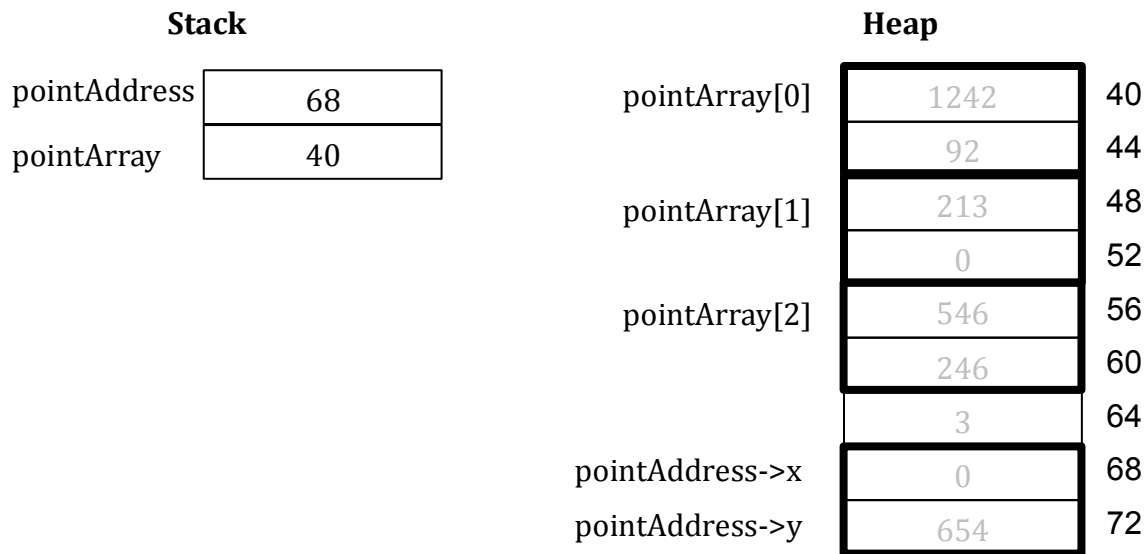 Stack Heap
pointAddress 68 pointArray[0] 1242 40
pointArray 40 92 44
pointArray[1] 213 48
0 52
pointArray[2] 546 56
246 60
3 64
pointAddress->x 0 68
pointAddress->y 654 72